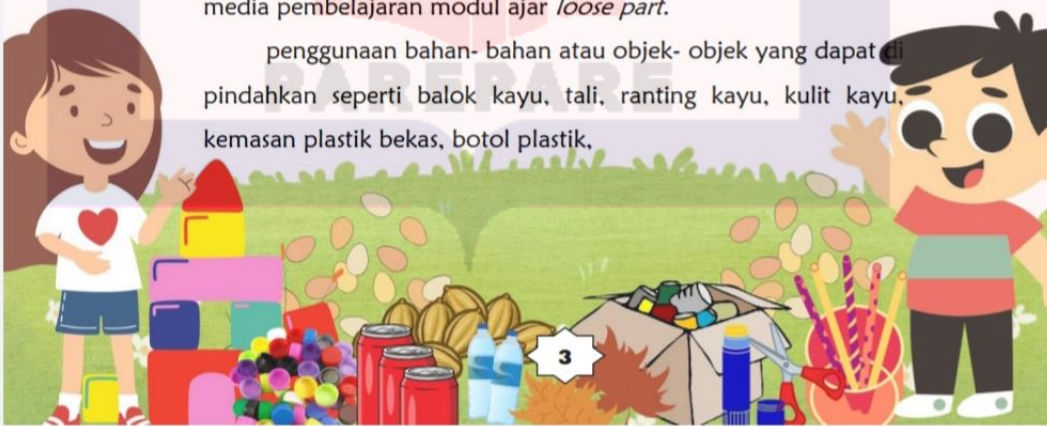 media pembelajaran modul ajar loose part.
penggunaan bahan- bahan atau objek- objek yang dapat di
pindahkan seperti balok kayu, tali, ranting kayu, kulit kayu,
kemasan plastik bekas, botol plastik,
PAREPARE
3